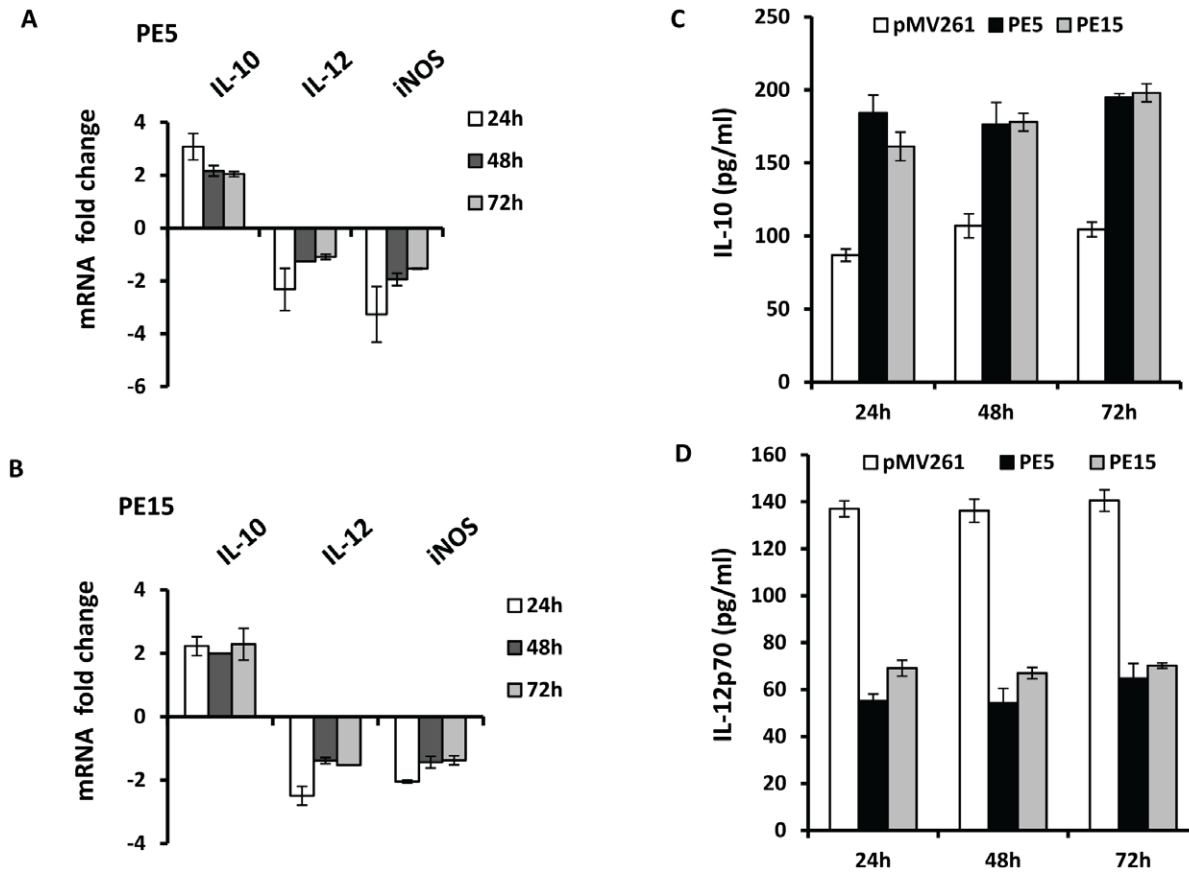 A
PE5
IL-10
IL-12
iNOS
mRNA fold change
4
2
0
-2
-4
-6
24h
48h
72h
B
PE15
IL-10
IL-12
iNOS
mRNA fold change
4
2
0
-2
-4
24h
48h
72h
C
pMV261 PE5 PE15
IL-10 (pg/ml)
250
200
150
100
50
0
24h 48h 72h
D
pMV261 PE5 PE15
IL-12p70 (pg/ml)
160
140
120
100
80
60
40
20
0
24h 48h 72h